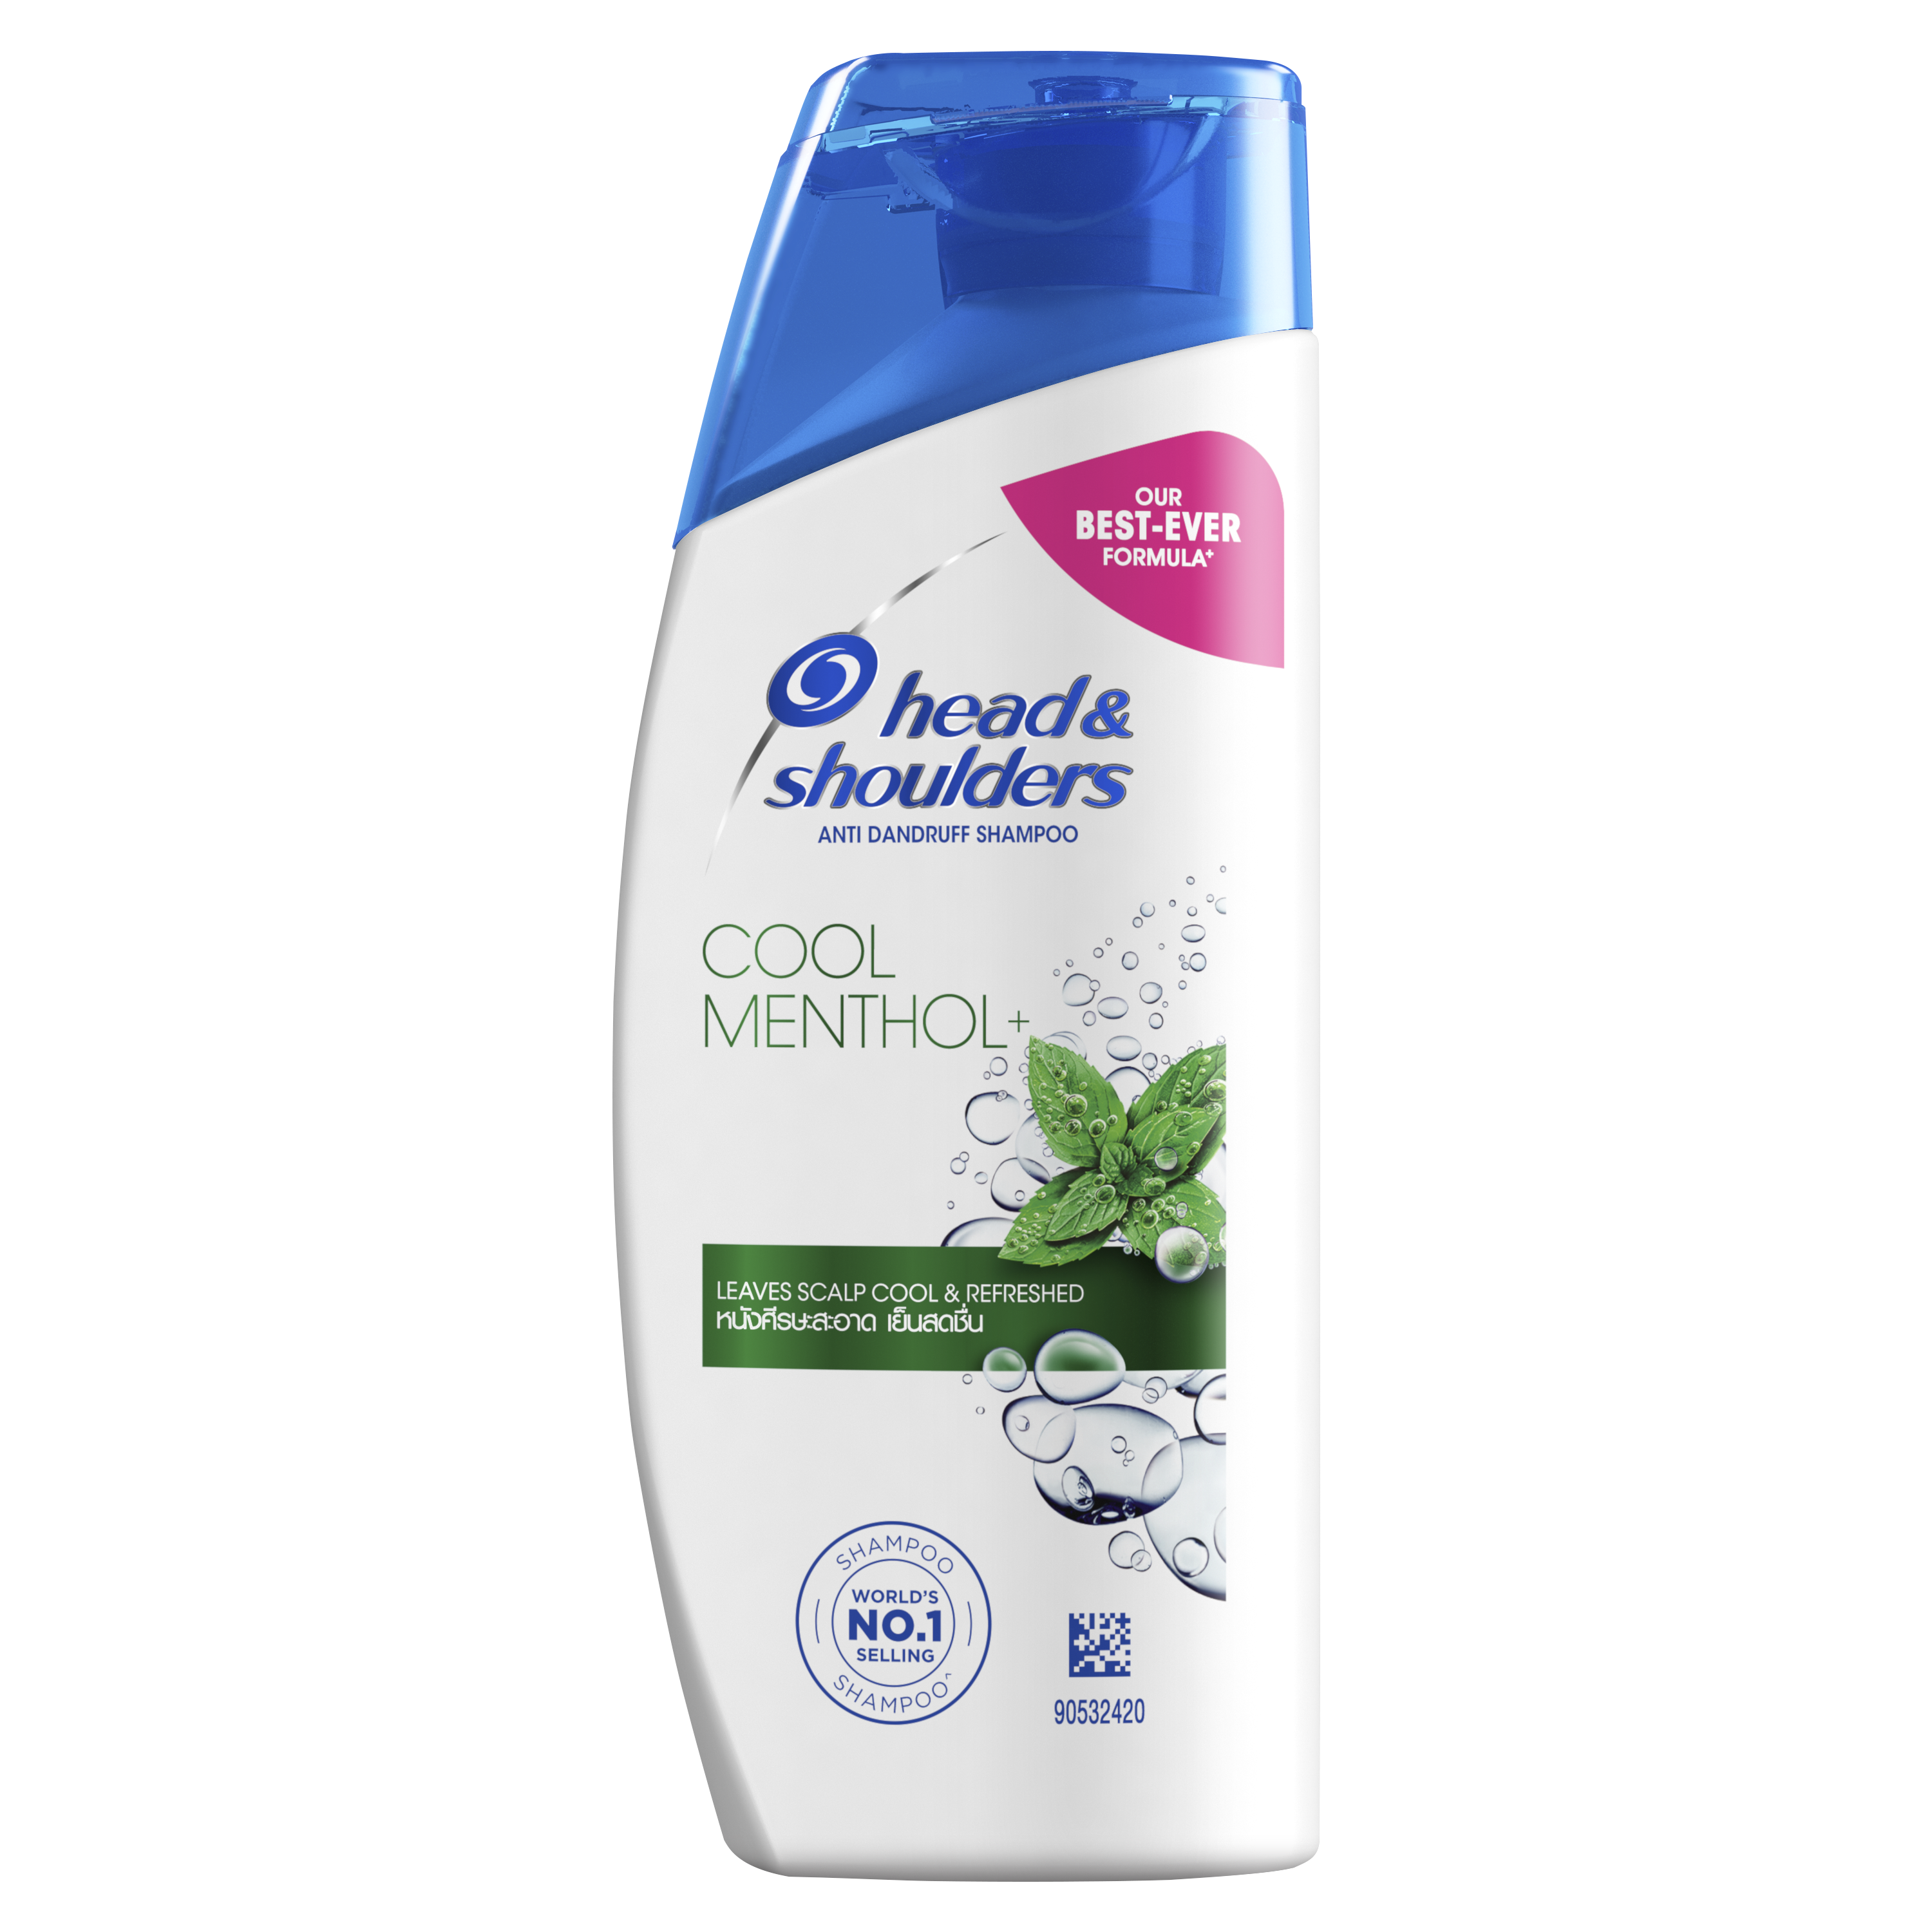 OUR
BEST-EVER
FORMULA+
head &
shoulders
ANTI DANDRUFF SHAMPOO
COOL
MENTHOL+
LEAVES SCALP COOL & REFRESHED
หนังศีรษะสะอาด เย็นสดชื่น
SHAMPOO
WORLD'S
NO.1
SELLING
SHAMPOO^
90532420